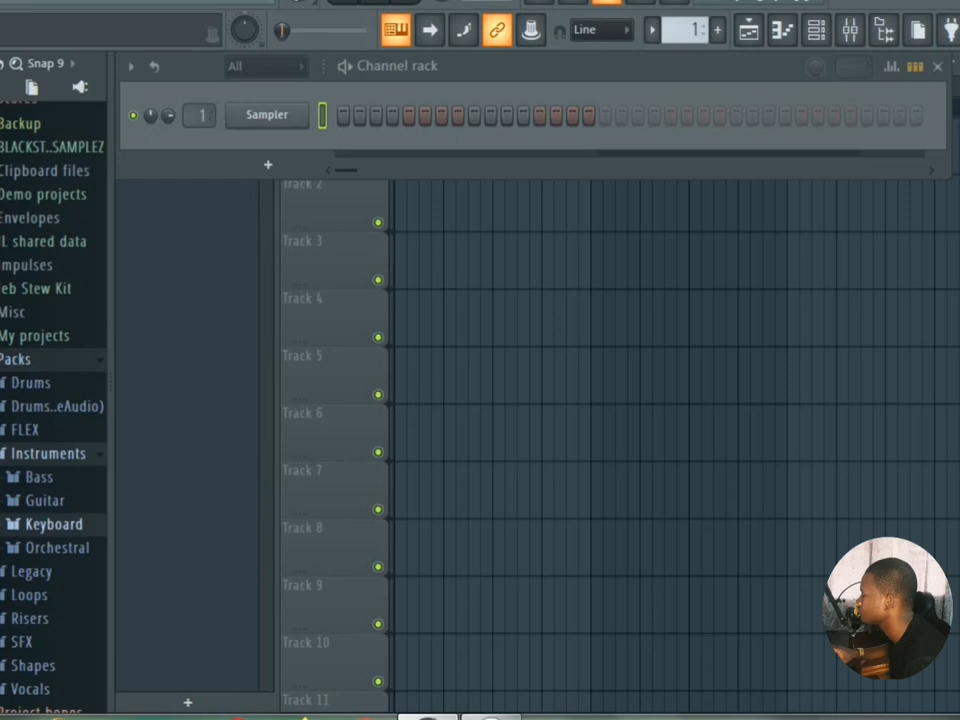 Line
1
Snap 9
All
Channel rack
1
Sampler
Backup
BLACKST..SAMPLEZ
Clipboard files
Demo projects
Envelopes
IL shared data
Impulses
eb Stew Kit
Misc
My projects
Packs
Drums
Drums..eAudio)
FLEX
Instruments
Bass
Guitar
Keyboard
Orchestral
Legacy
Loops
Risers
SFX
Shapes
Vocals
Track 2
Track 3
Track 4
Track 5
Track 6
Track 7
Track 8
Track 9
Track 10
Track 11